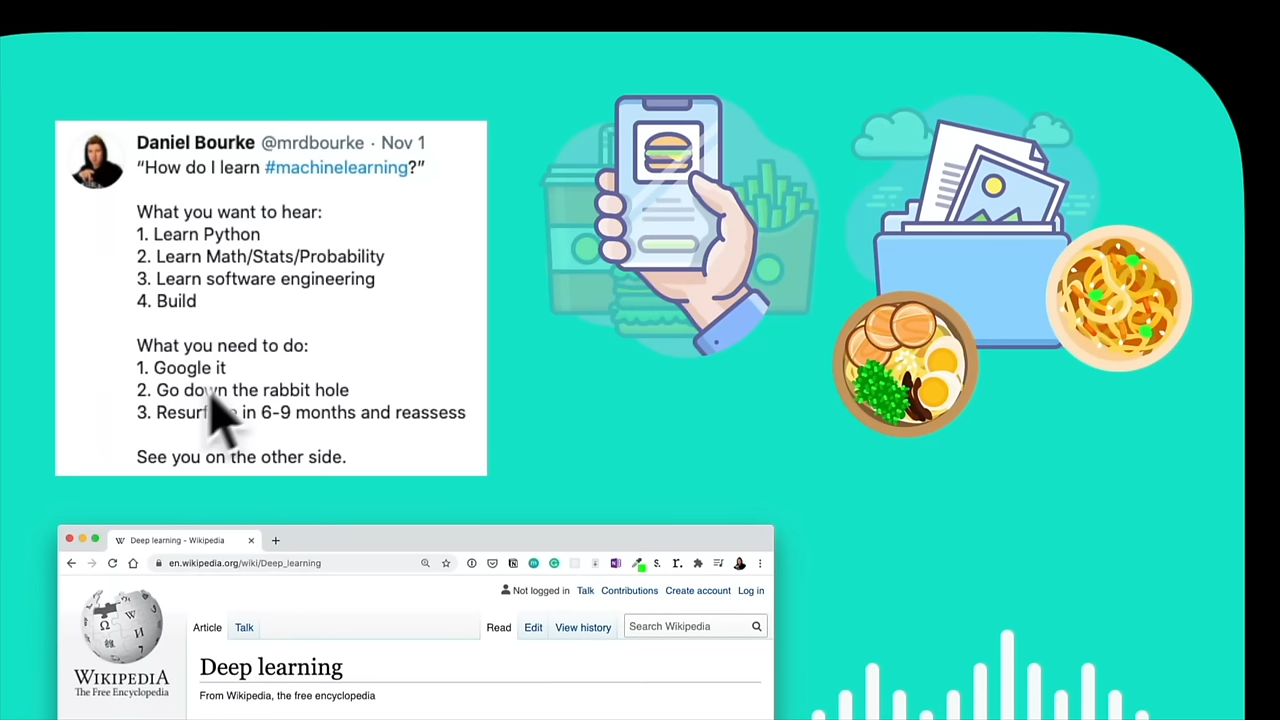 Daniel Bourke @mrdbourke · Nov 1
“How do I learn #machinelearning?”
What you want to hear:
1. Learn Python
2. Learn Math/Stats/Probability
3. Learn software engineering
4. Build
What you need to do:
1. Google it
2. Go down the rabbit hole
3. Resurface in 6-9 months and reassess
See you on the other side.
Deep learning - Wikipedia
en.wikipedia.org/wiki/Deep_learning
Not logged in Talk Contributions Create account Log in
Article Talk Read Edit View history Search Wikipedia
WIKIPEDIA
The Free Encyclopedia
Deep learning
From Wikipedia, the free encyclopedia